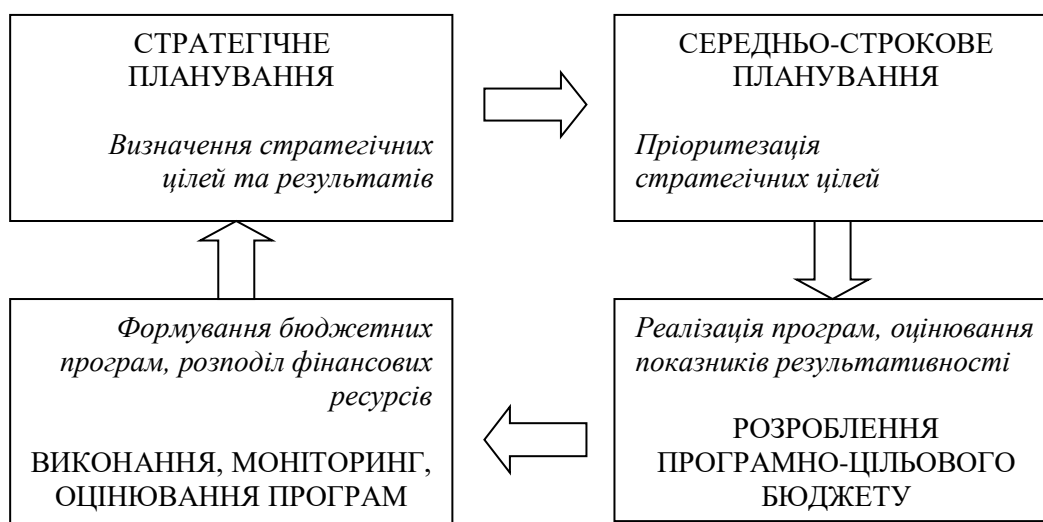 СТРАТЕГІЧНЕ
ПЛАНУВАННЯ
Визначення стратегічних
цілей та результатів
СЕРЕДНЬО-СТРОКОВЕ
ПЛАНУВАННЯ
Пріоритезація
стратегічних цілей
Формування бюджетних
програм, розподіл фінансових
ресурсів
ВИКОНАННЯ, МОНІТОРИНГ,
ОЦІНЮВАННЯ ПРОГРАМ
Реалізація програм, оцінювання
показників результативності
РОЗРОБЛЕННЯ
ПРОГРАМНО-ЦІЛЬОВОГО
БЮДЖЕТУ